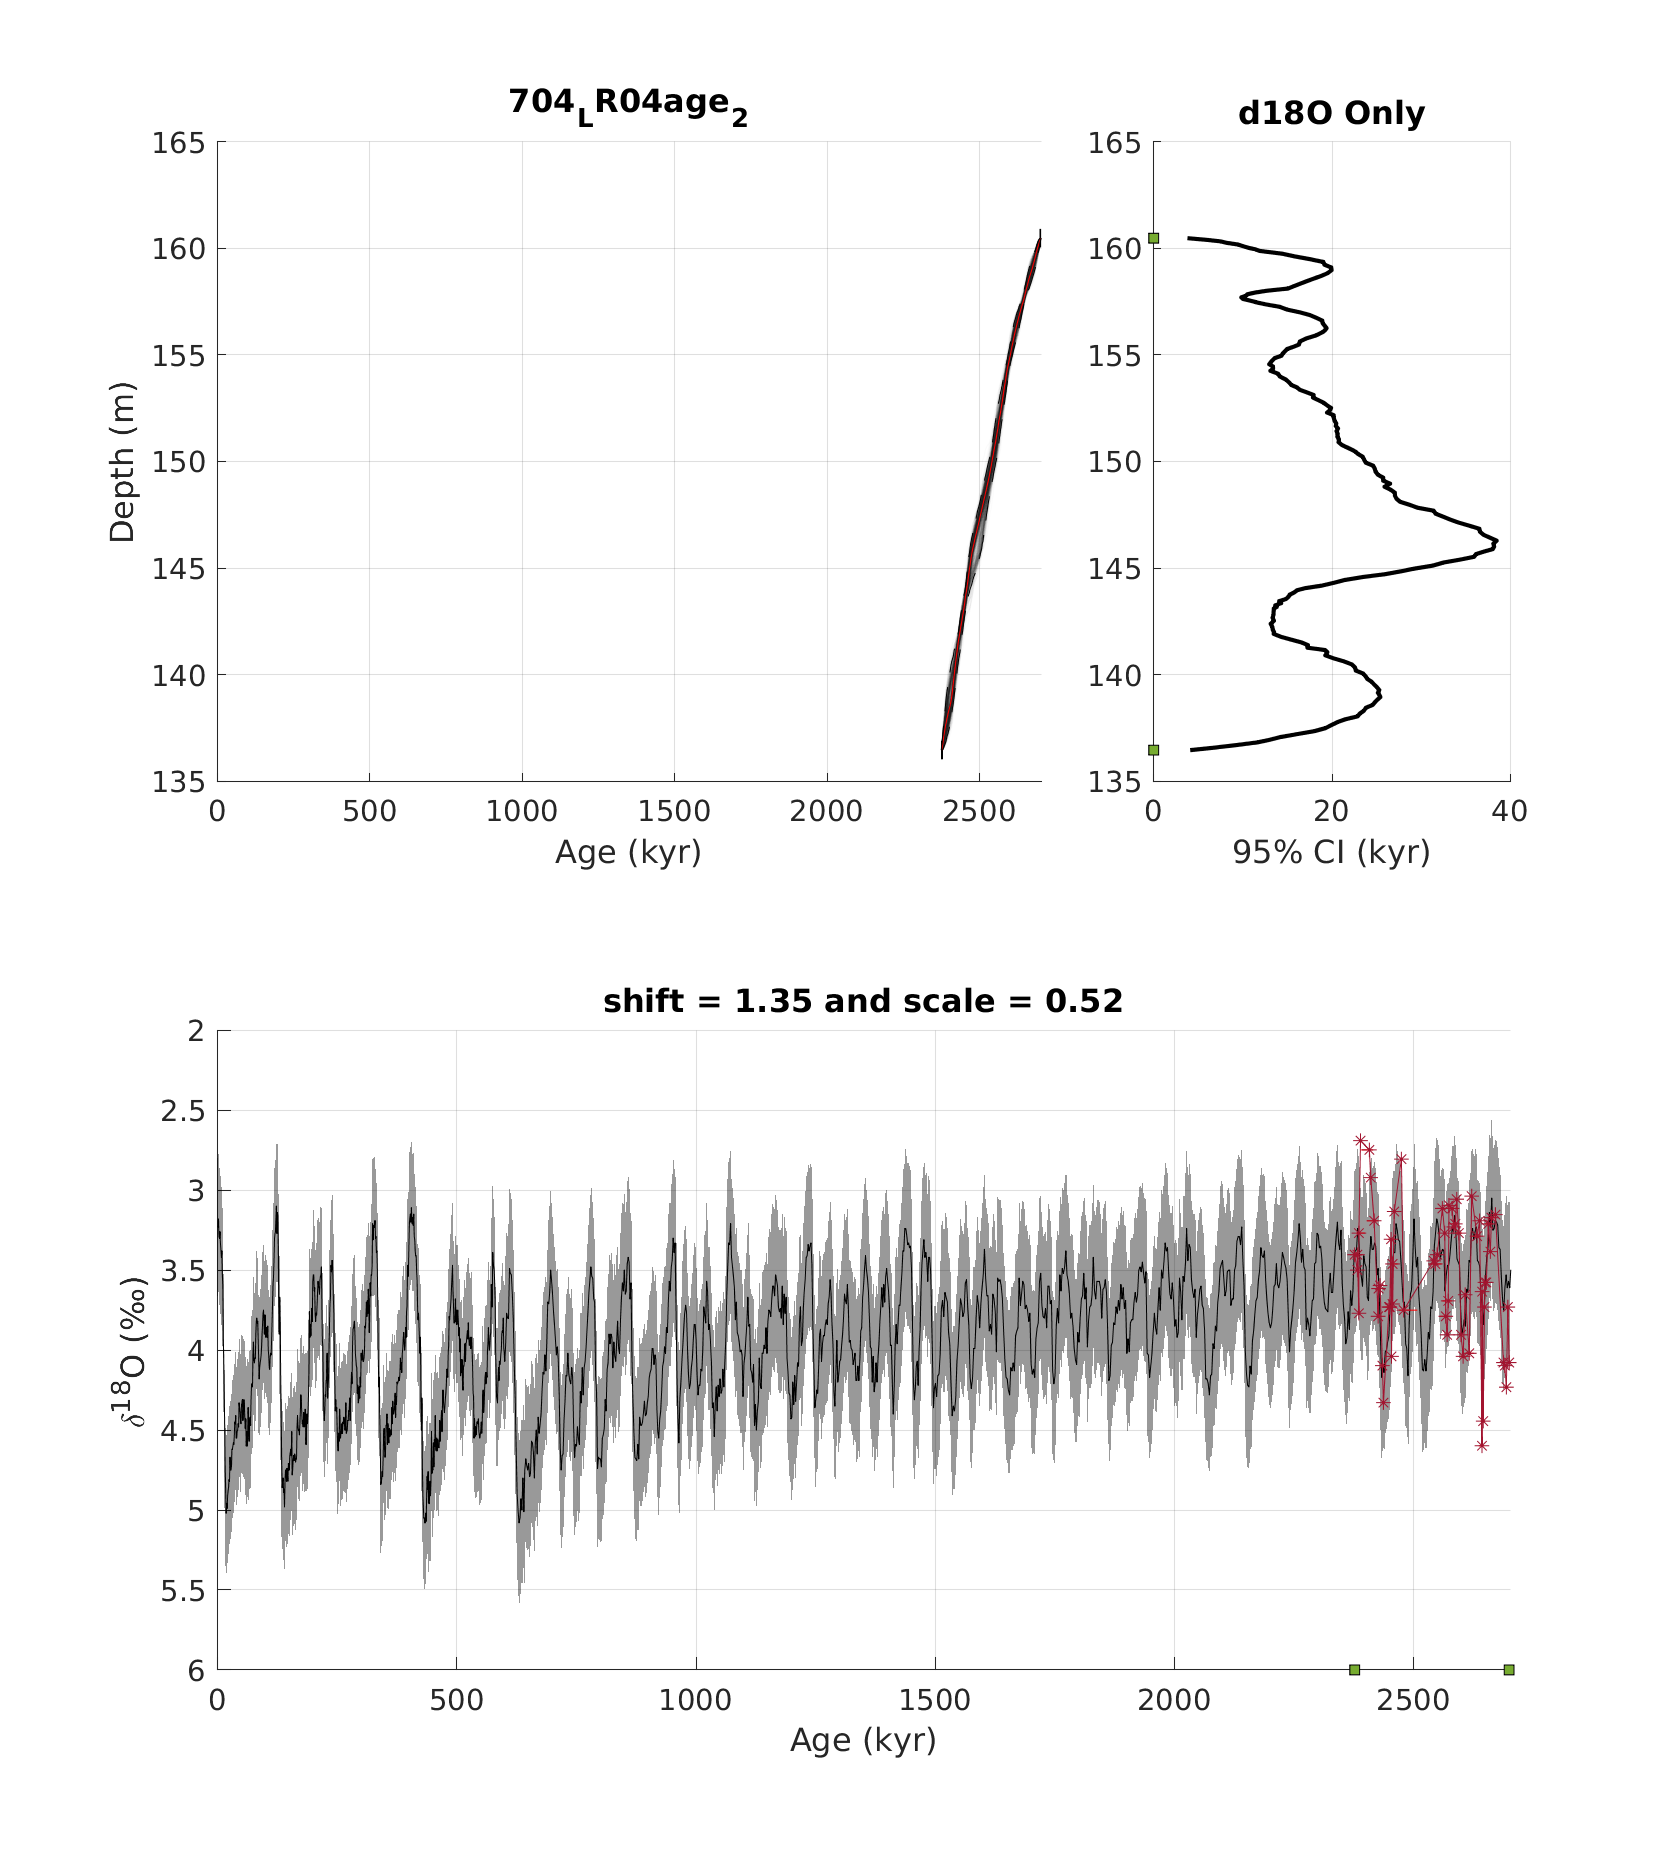 704LR04age2
d18O Only
165
160
155
150
145
140
135
0 500 1000 1500 2000 2500
Depth (m)
Age (kyr)
165
160
155
150
145
140
135
0 20 40
95% CI (kyr)
shift = 1.35 and scale = 0.52
2
2.5
3
3.5
4
4.5
5
5.5
6
0 500 1000 1500 2000 2500
δ18O (‰)
Age (kyr)